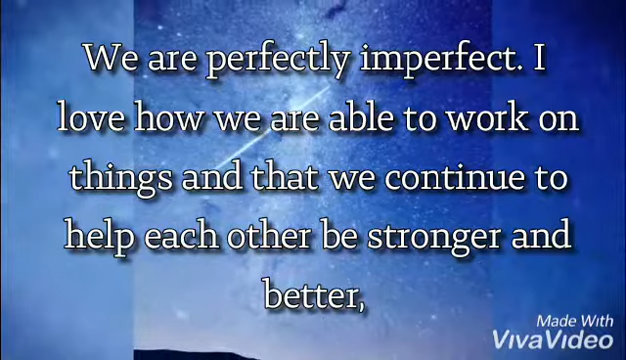 We are perfectly imperfect. I
love how we are able to work on
things and that we continue to
help each other be stronger and
better,
Made With
VivaVideo